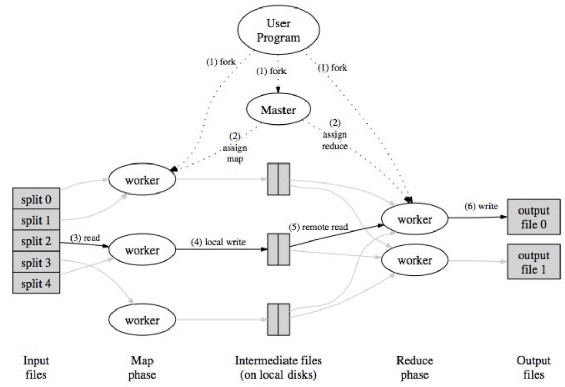 User
Program
(1) fork
(1) fork
(1) fork
Master
(2)
assign
map
(2)
assign
reduce
worker
split 0
split 1
split 2
split 3
split 4
(3) read
worker
(4) local write
(5) remote read
worker
(6) write
output
file 0
worker
output
file 1
worker
Input
files
Map
phase
Intermediate files
(on local disks)
Reduce
phase
Output
files